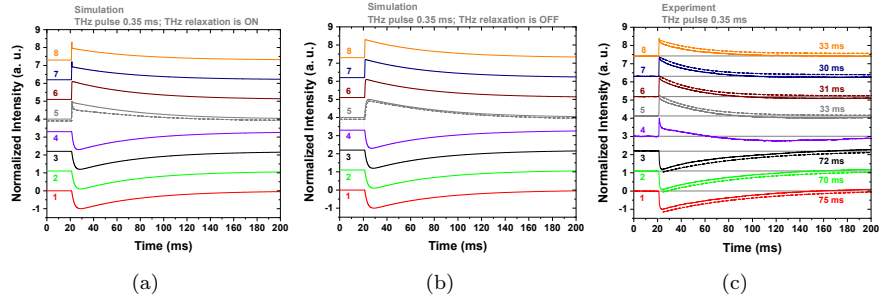 Simulation
THz pulse 0.35 ms; THz relaxation is ON
Normalized Intensity (a. u.)
9
8
7
6
5
4
3
2
1
0
-1
8
7
6
5
4
3
2
1
0 20 40 60 80 100 120 140 160 180 200
Time (ms)
(a)
Simulation
THz pulse 0.35 ms; THz relaxation is OFF
Normalized Intensity (a. u.)
9
8
7
6
5
4
3
2
1
0
-1
8
7
6
5
4
3
2
1
0 20 40 60 80 100 120 140 160 180 200
Time (ms)
(b)
Experiment
THz pulse 0.35 ms
Normalized Intensity (a. u.)
9
8
7
6
5
4
3
2
1
0
-1
8 33 ms
7 30 ms
6 31 ms
5 33 ms
4
3 72 ms
2 70 ms
1 75 ms
0 20 40 60 80 100 120 140 160 180 200
Time (ms)
(c)